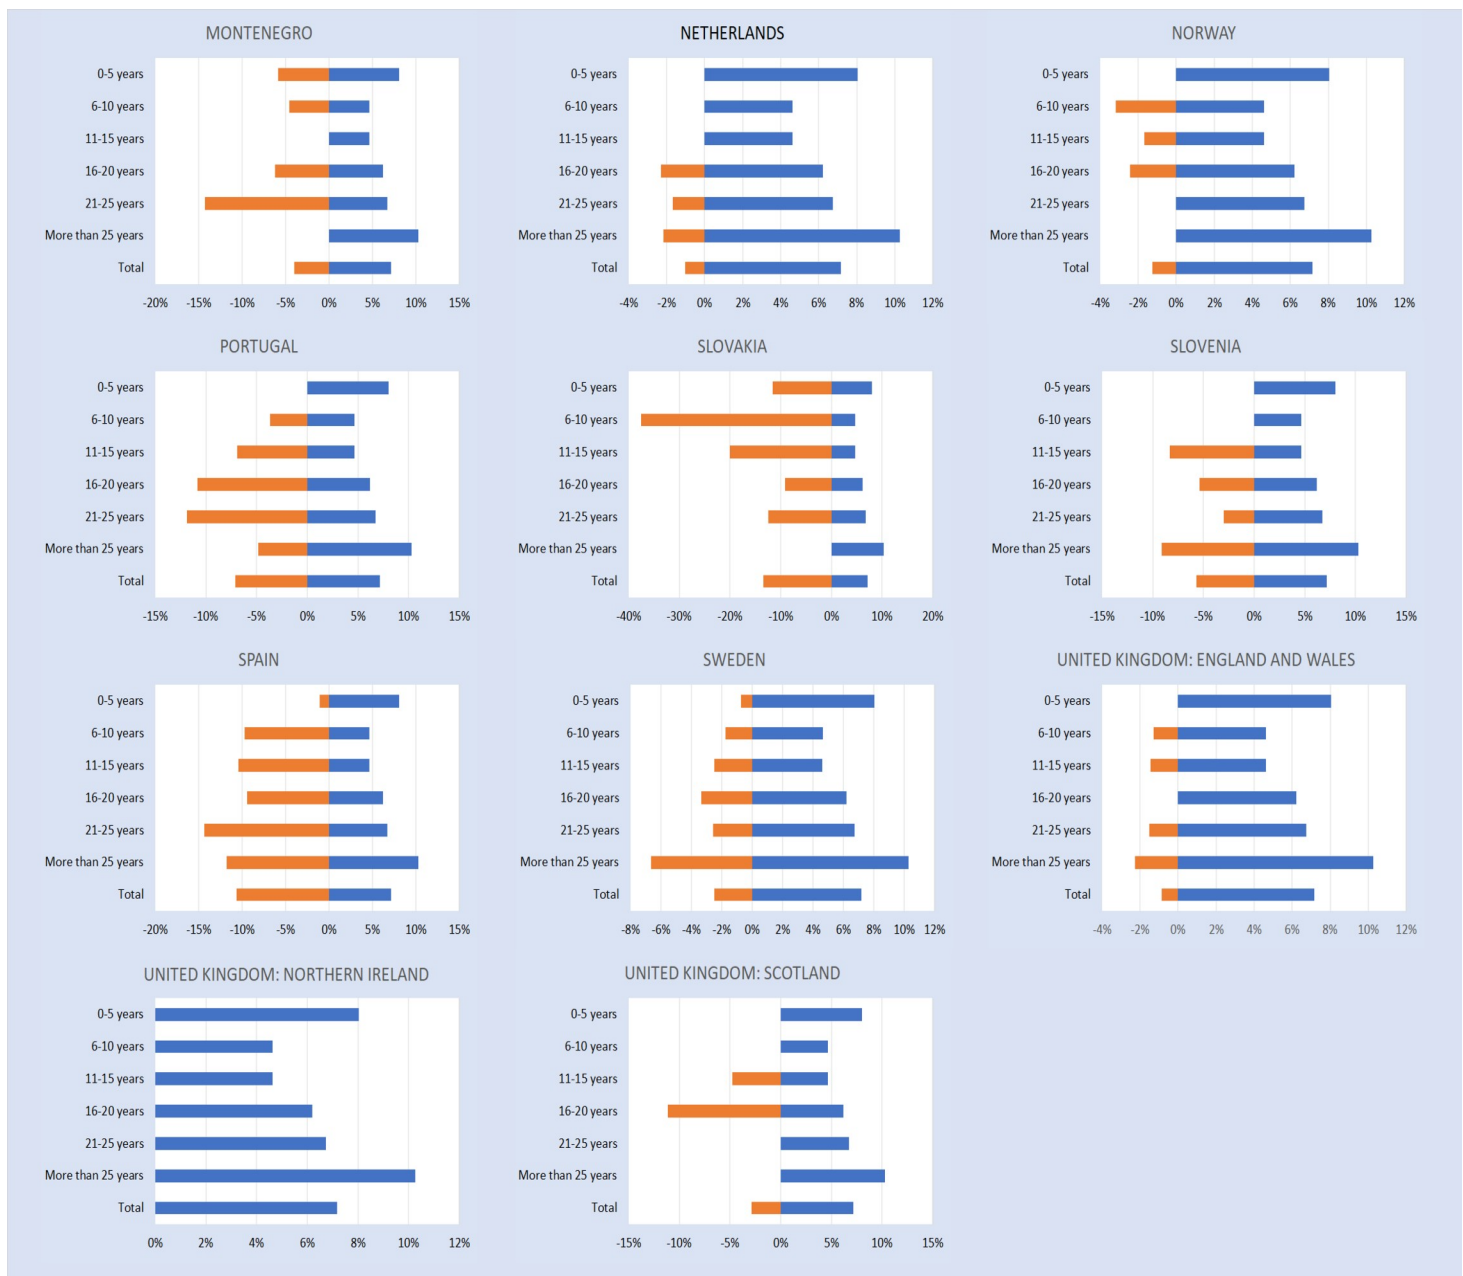 MONTENEGRO
0-5 years
6-10 years
11-15 years
16-20 years
21-25 years
More than 25 years
Total
-20% -15% -10% -5% 0% 5% 10% 15%
NETHERLANDS
0-5 years
6-10 years
11-15 years
16-20 years
21-25 years
More than 25 years
Total
-4% -2% 0% 2% 4% 6% 8% 10% 12%
NORWAY
0-5 years
6-10 years
11-15 years
16-20 years
21-25 years
More than 25 years
Total
-4% -2% 0% 2% 4% 6% 8% 10% 12%
PORTUGAL
0-5 years
6-10 years
11-15 years
16-20 years
21-25 years
More than 25 years
Total
-15% -10% -5% 0% 5% 10% 15%
SLOVAKIA
0-5 years
6-10 years
11-15 years
16-20 years
21-25 years
More than 25 years
Total
-40% -30% -20% -10% 0% 10% 20%
SLOVENIA
0-5 years
6-10 years
11-15 years
16-20 years
21-25 years
More than 25 years
Total
-15% -10% -5% 0% 5% 10% 15%
SPAIN
0-5 years
6-10 years
11-15 years
16-20 years
21-25 years
More than 25 years
Total
-20% -15% -10% -5% 0% 5% 10% 15%
SWEDEN
0-5 years
6-10 years
11-15 years
16-20 years
21-25 years
More than 25 years
Total
-8% -6% -4% -2% 0% 2% 4% 6% 8% 10% 12%
UNITED KINGDOM: ENGLAND AND WALES
0-5 years
6-10 years
11-15 years
16-20 years
21-25 years
More than 25 years
Total
-4% -2% 0% 2% 4% 6% 8% 10% 12%
UNITED KINGDOM: NORTHERN IRELAND
0-5 years
6-10 years
11-15 years
16-20 years
21-25 years
More than 25 years
Total
0% 2% 4% 6% 8% 10% 12%
UNITED KINGDOM: SCOTLAND
0-5 years
6-10 years
11-15 years
16-20 years
21-25 years
More than 25 years
Total
-15% -10% -5% 0% 5% 10% 15%